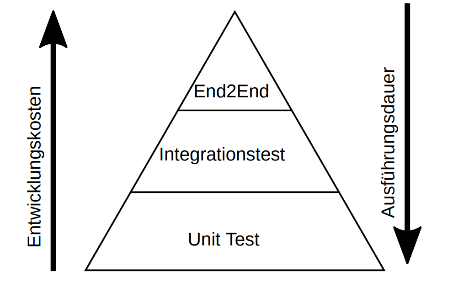 End2End
Integrationstest
Unit Test
Entwicklungskosten
Ausführungsdauer